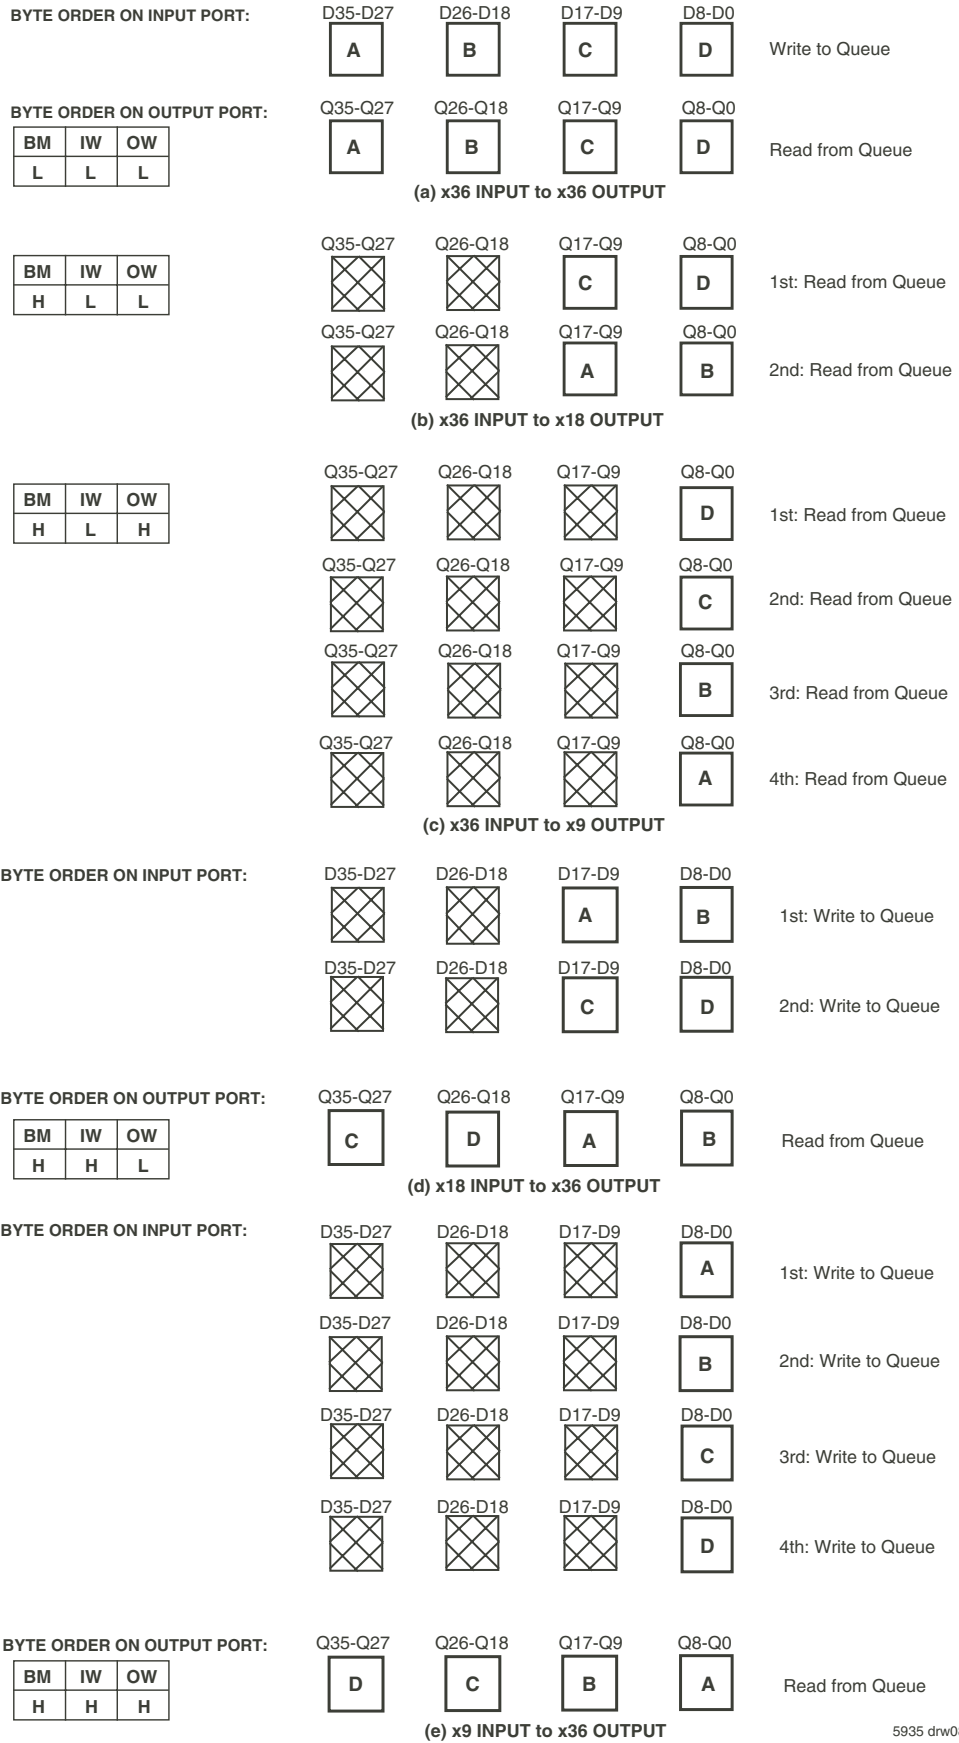 BYTE ORDER ON INPUT PORT: D35-D27 D26-D18 D17-D9 D8-D0
A B C D Write to Queue
BYTE ORDER ON OUTPUT PORT: Q35-Q27 Q26-Q18 Q17-Q9 Q8-Q0
BM IW OW
L L L
A B C D Read from Queue
(a) x36 INPUT to x36 OUTPUT
Q35-Q27 Q26-Q18 Q17-Q9 Q8-Q0
BM IW OW
H L L
C D 1st: Read from Queue
Q35-Q27 Q26-Q18 Q17-Q9 Q8-Q0
A B 2nd: Read from Queue
(b) x36 INPUT to x18 OUTPUT
Q35-Q27 Q26-Q18 Q17-Q9 Q8-Q0
BM IW OW
H L H
D 1st: Read from Queue
Q35-Q27 Q26-Q18 Q17-Q9 Q8-Q0
C 2nd: Read from Queue
Q35-Q27 Q26-Q18 Q17-Q9 Q8-Q0
B 3rd: Read from Queue
Q35-Q27 Q26-Q18 Q17-Q9 Q8-Q0
A 4th: Read from Queue
(c) x36 INPUT to x9 OUTPUT
BYTE ORDER ON INPUT PORT: D35-D27 D26-D18 D17-D9 D8-D0
A B 1st: Write to Queue
D35-D27 D26-D18 D17-D9 D8-D0
C D 2nd: Write to Queue
BYTE ORDER ON OUTPUT PORT: Q35-Q27 Q26-Q18 Q17-Q9 Q8-Q0
BM IW OW
H H L
C D A B Read from Queue
(d) x18 INPUT to x36 OUTPUT
BYTE ORDER ON INPUT PORT: D35-D27 D26-D18 D17-D9 D8-D0
A 1st: Write to Queue
D35-D27 D26-D18 D17-D9 D8-D0
B 2nd: Write to Queue
D35-D27 D26-D18 D17-D9 D8-D0
C 3rd: Write to Queue
D35-D27 D26-D18 D17-D9 D8-D0
D 4th: Write to Queue
BYTE ORDER ON OUTPUT PORT: Q35-Q27 Q26-Q18 Q17-Q9 Q8-Q0
BM IW OW
H H H
D C B A Read from Queue
(e) x9 INPUT to x36 OUTPUT
5935